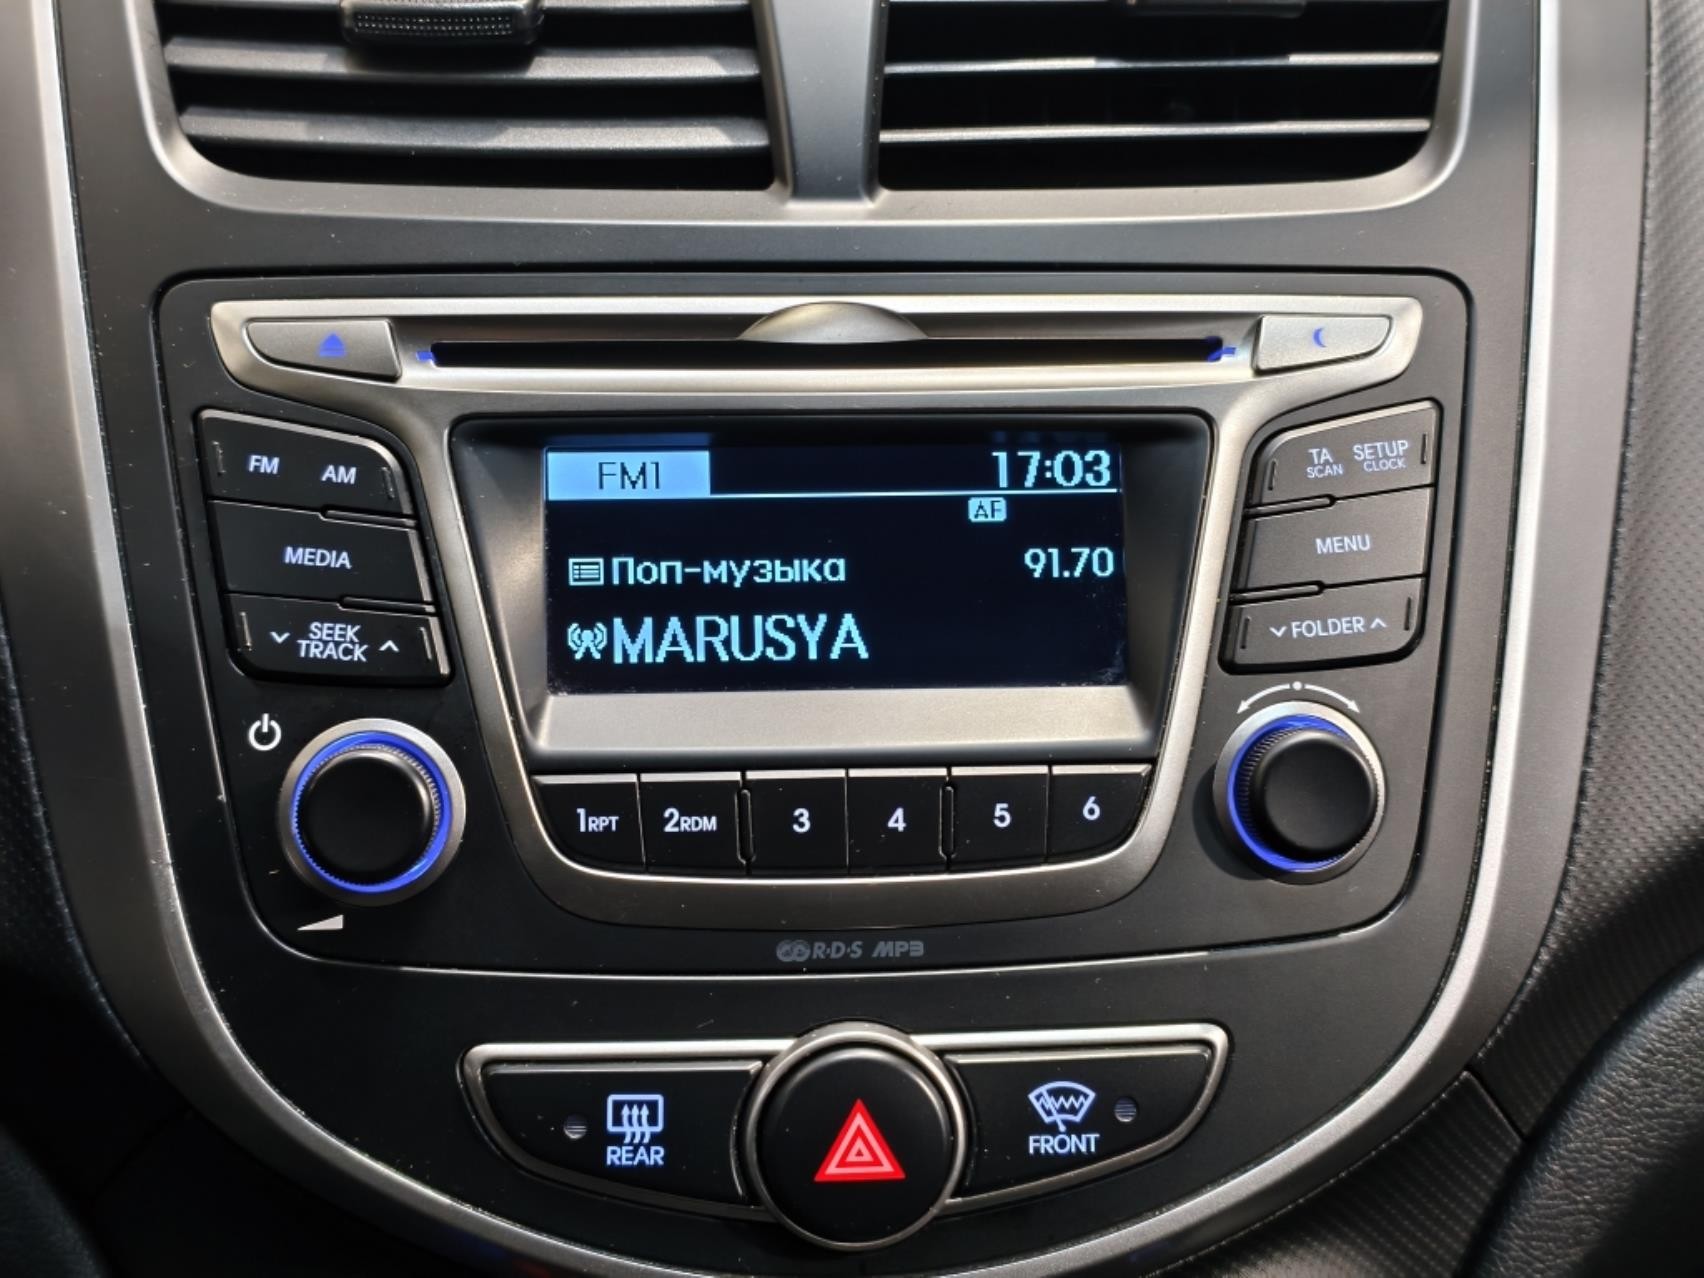 FM AM
MEDIA
SEEK
TRACK
FM1 17:03
AF
Поп-музыка 91.70
MARUSYA
TA SETUP
SCAN CLOCK
MENU
FOLDER
1RPT 2RDM 3 4 5 6
R·D·S MP3
REAR
FRONT